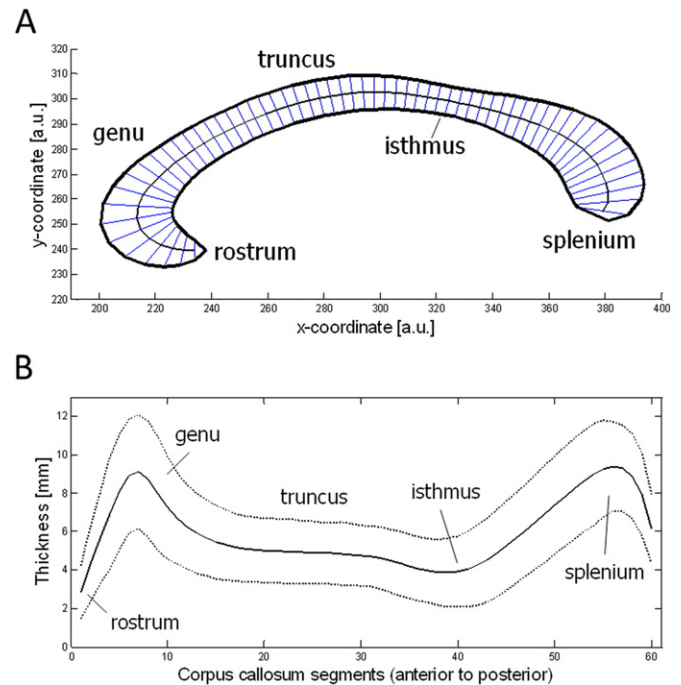 A
truncus
genu
isthmus
rostrum
splenium
y-coordinate [a.u.]
320
310
300
290
280
270
260
250
240
230
220
200 220 240 260 280 300 320 340 360 380 400
x-coordinate [a.u.]
B
genu
truncus
isthmus
splenium
rostrum
Thickness [mm]
12
10
8
6
4
2
0
0 10 20 30 40 50 60
Corpus callosum segments (anterior to posterior)